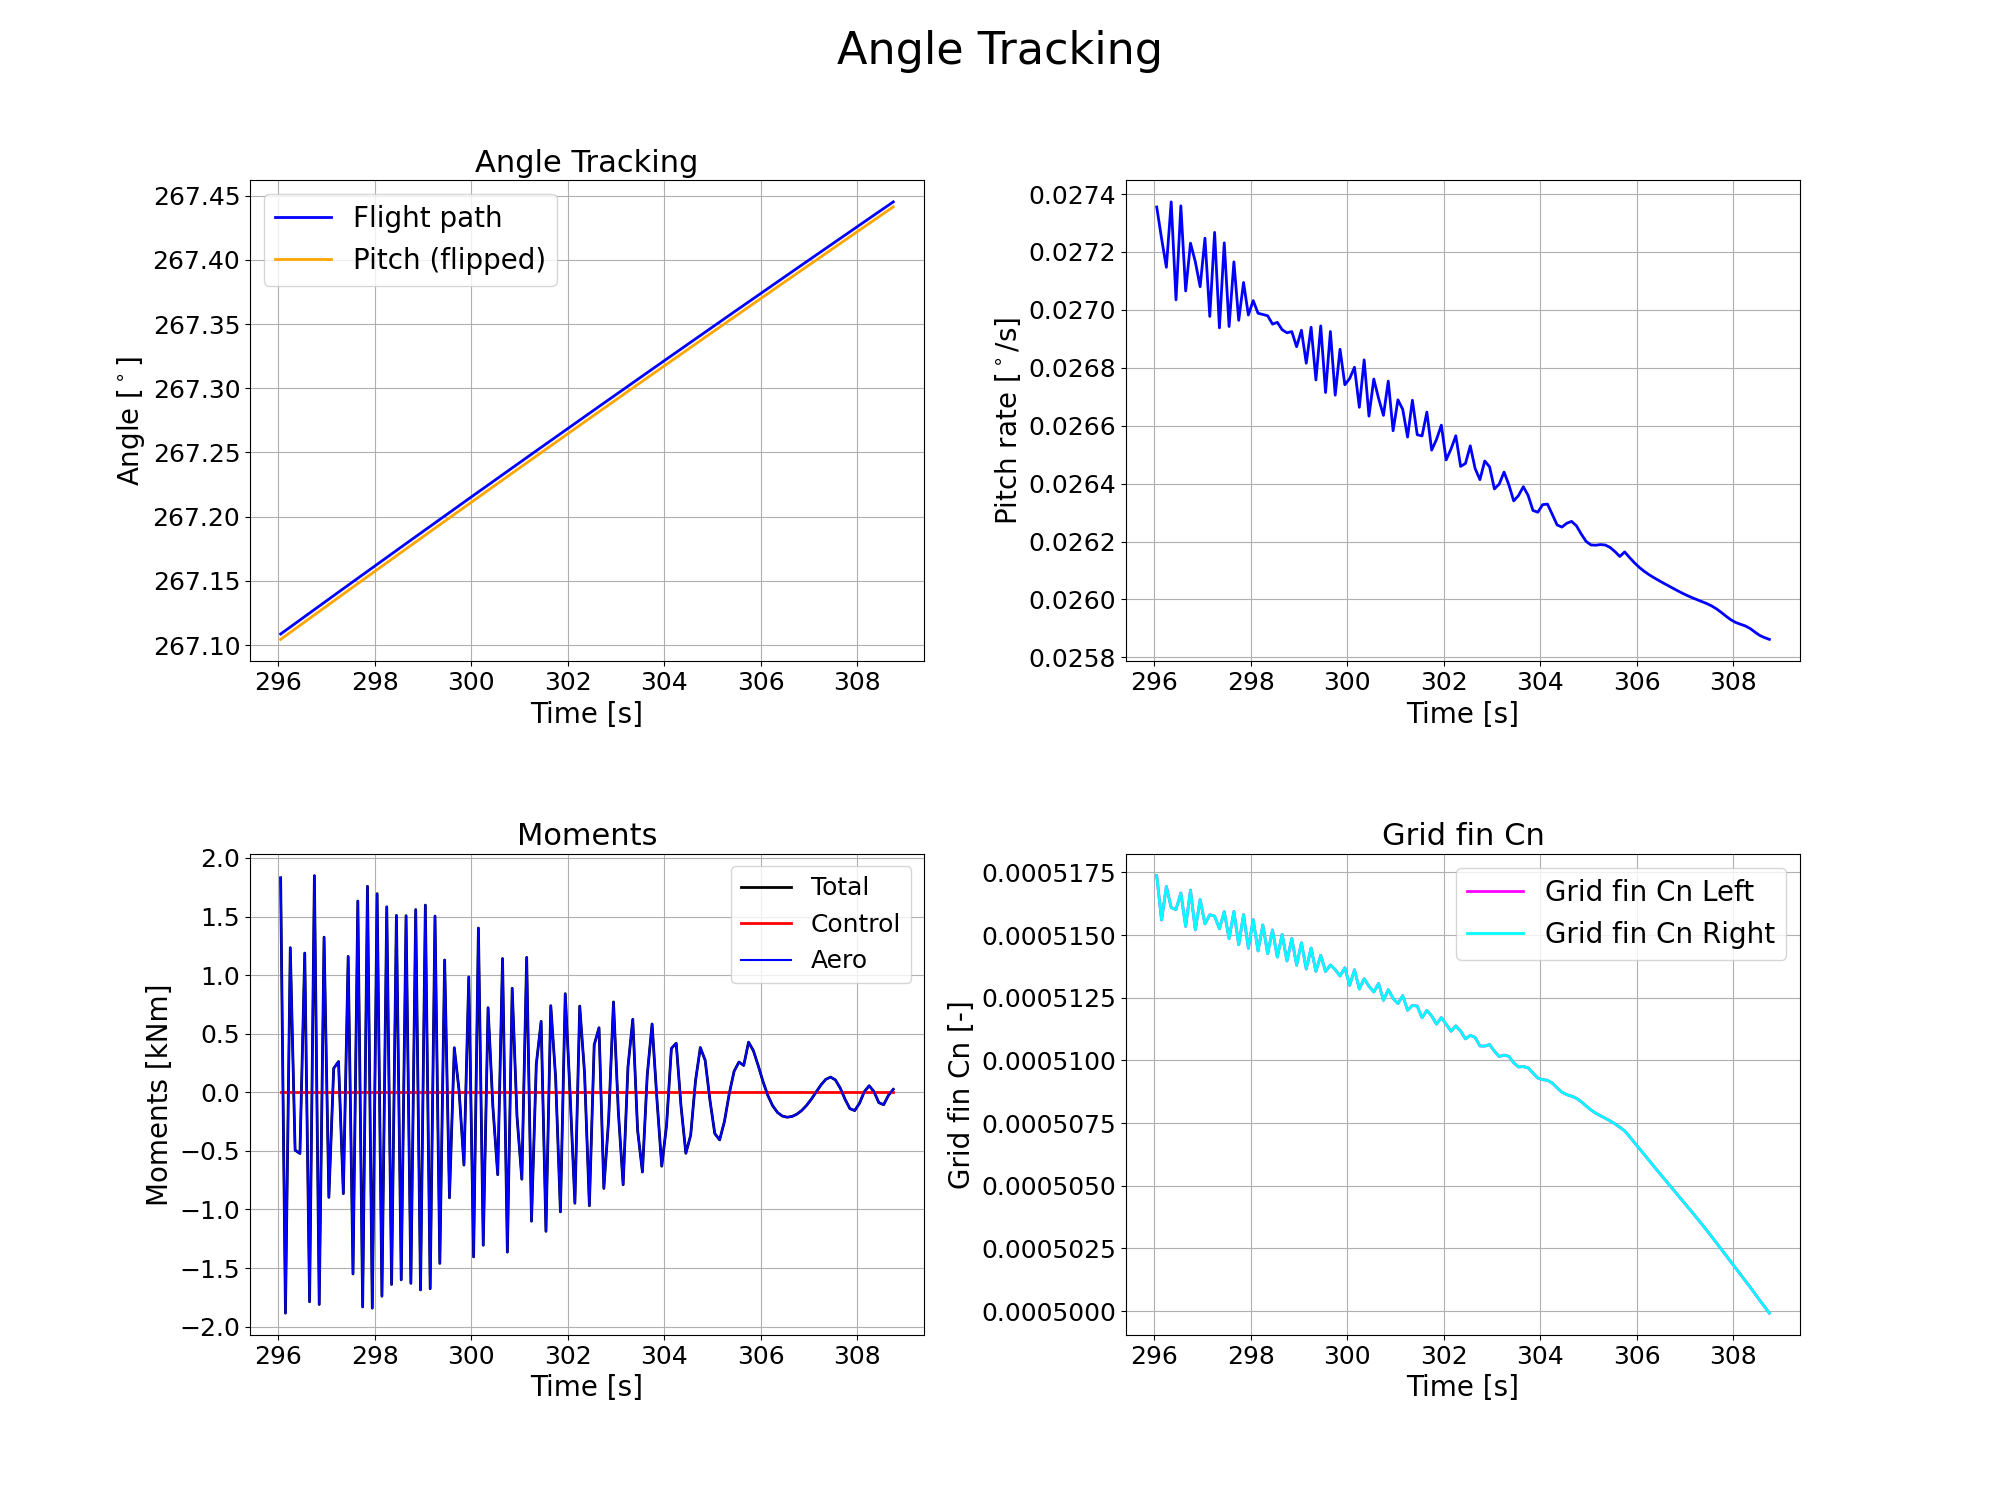 Angle Tracking
Angle Tracking
267.45
267.40
267.35
267.30
267.25
267.20
267.15
267.10
Angle [°]
Flight path
Pitch (flipped)
296 298 300 302 304 306 308
Time [s]
0.0274
0.0272
0.0270
0.0268
0.0266
0.0264
0.0262
0.0260
0.0258
Pitch rate [°/s]
296 298 300 302 304 306 308
Time [s]
Moments
2.0
1.5
1.0
0.5
0.0
−0.5
−1.0
−1.5
−2.0
Moments [kNm]
Total
Control
Aero
296 298 300 302 304 306 308
Time [s]
Grid fin Cn
0.0005175
0.0005150
0.0005125
0.0005100
0.0005075
0.0005050
0.0005025
0.0005000
Grid fin Cn [-]
Grid fin Cn Left
Grid fin Cn Right
296 298 300 302 304 306 308
Time [s]